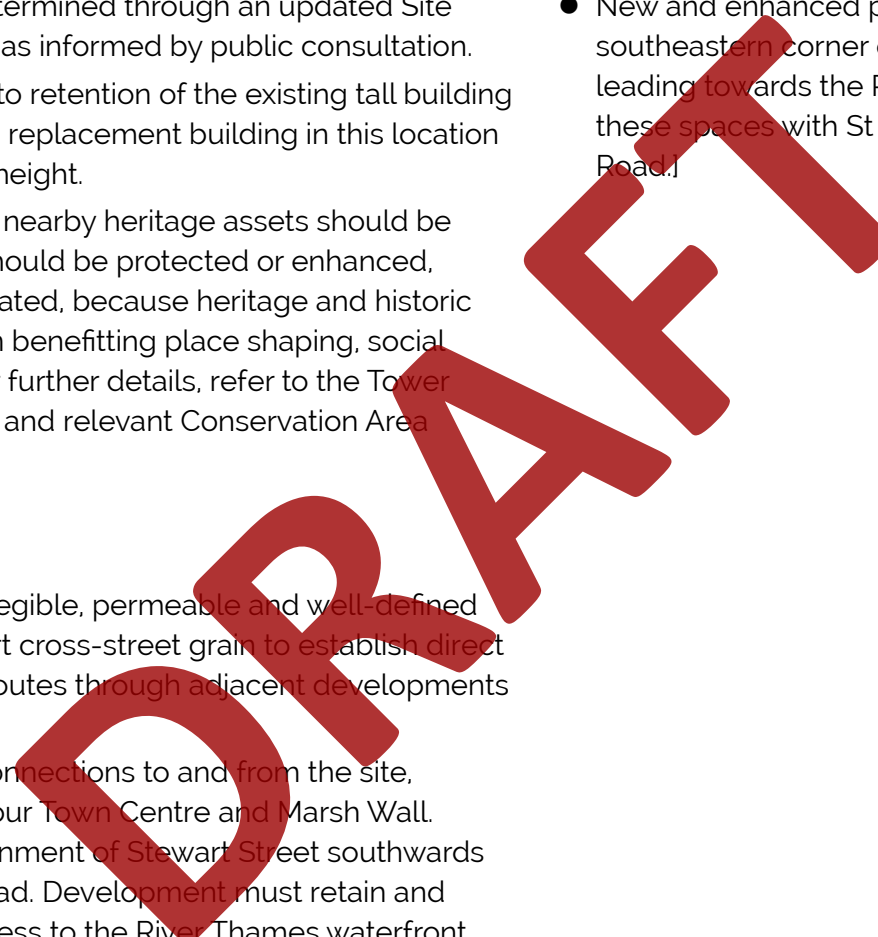 termined through an updated Site
as informed by public consultation.
to retention of the existing tall building
replacement building in this location
height.
nearby heritage assets should be
should be protected or enhanced,
ated, because heritage and historic
benefitting place shaping, social
further details, refer to the Tower
and relevant Conservation Area
egible, permeable and well-defined
rt cross-street grain to establish direct
outes through adjacent developments
onnections to and from the site,
our Town Centre and Marsh Wall.
nment of Stewart Street southwards
ad. Development must retain and
ess to the River Thames waterfront
● New and enhanced p
southeastern corner
leading towards the
these spaces with St
Road.]
DRAFT